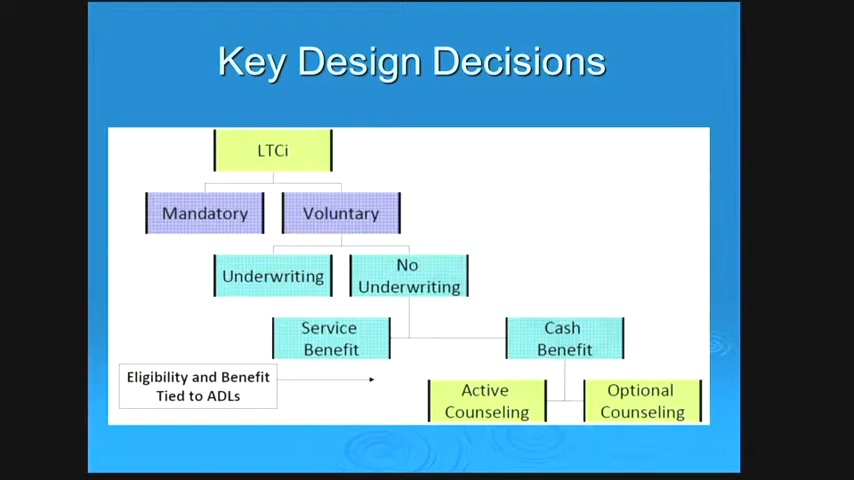 Key Design Decisions
LTCi
Mandatory
Voluntary
Underwriting
No
Underwriting
Service
Benefit
Cash
Benefit
Eligibility and Benefit
Tied to ADLs
Active
Counseling
Optional
Counseling